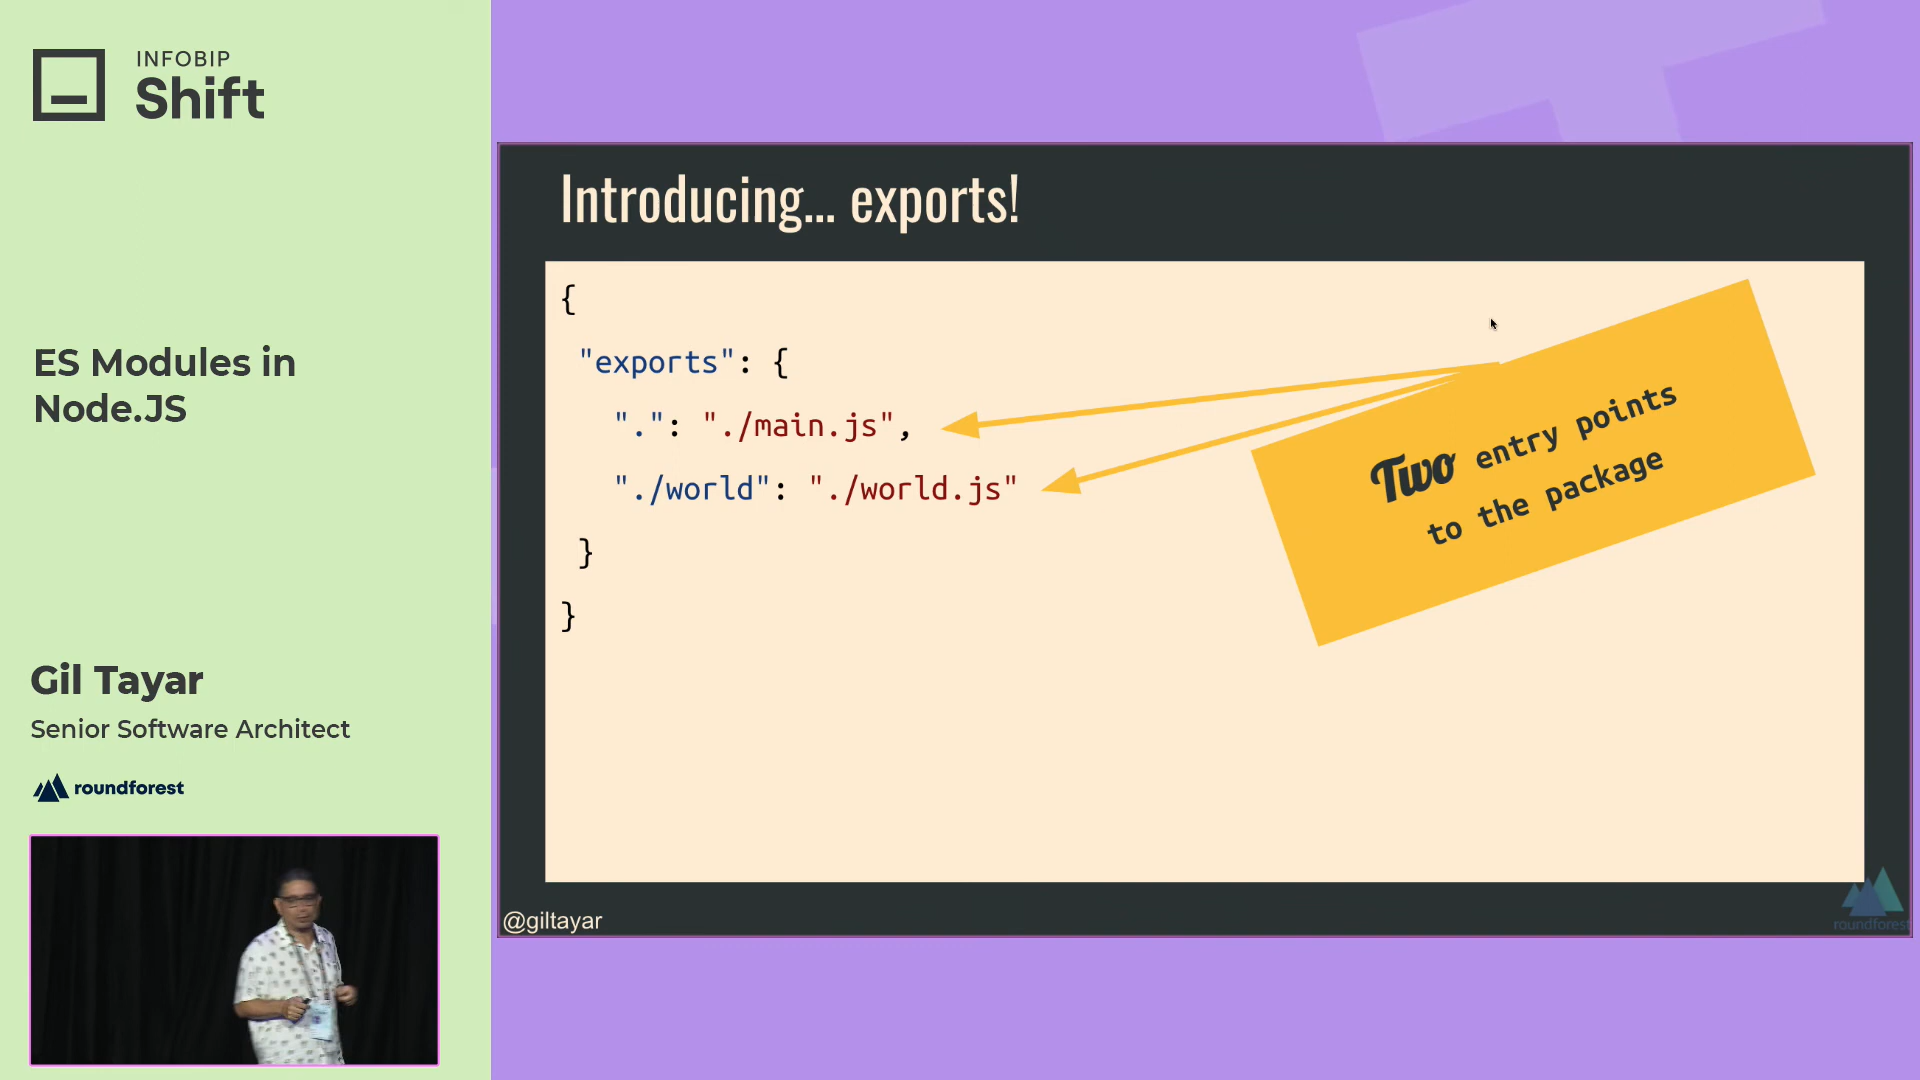 INFOBIP
Shift
ES Modules in
Node.JS
Gil Tayar
Senior Software Architect
roundforest
Introducing... exports!
{
"exports": {
".": "./main.js",
"./world": "./world.js"
}
}
Two entry points
to the package
@giltayar
roundforest